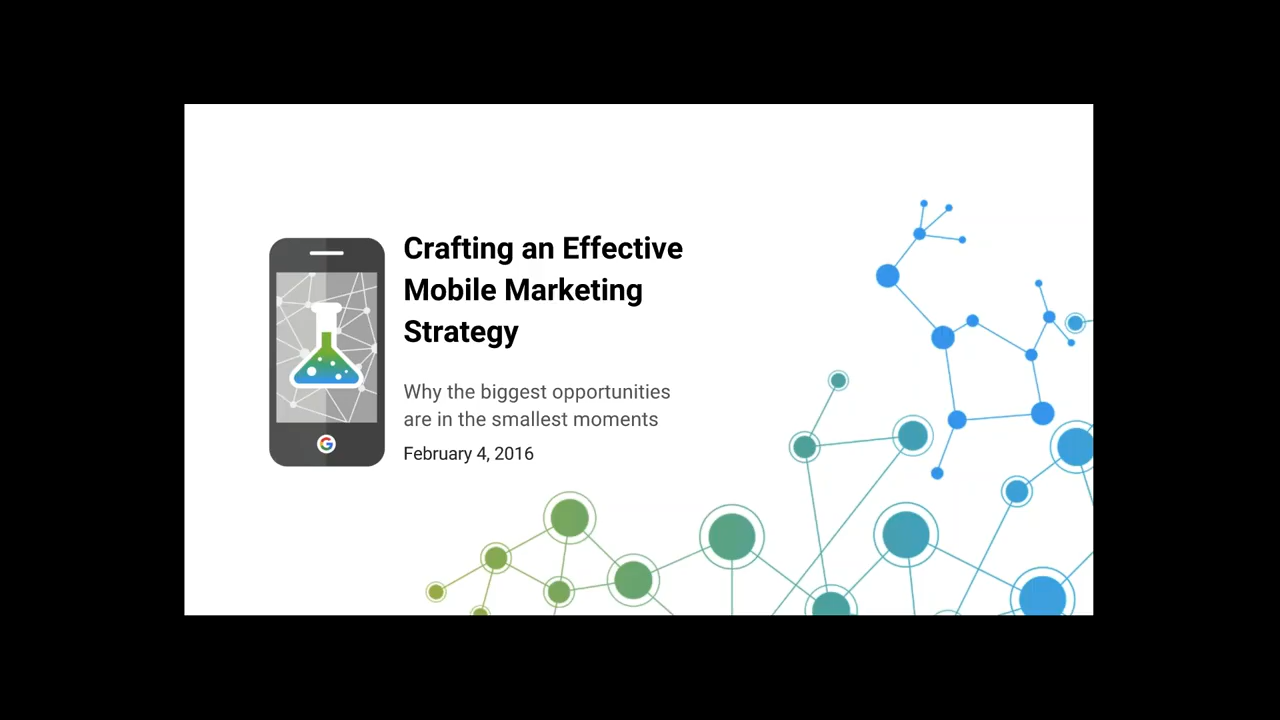 Crafting an Effective
Mobile Marketing
Strategy
Why the biggest opportunities
are in the smallest moments
February 4, 2016
G